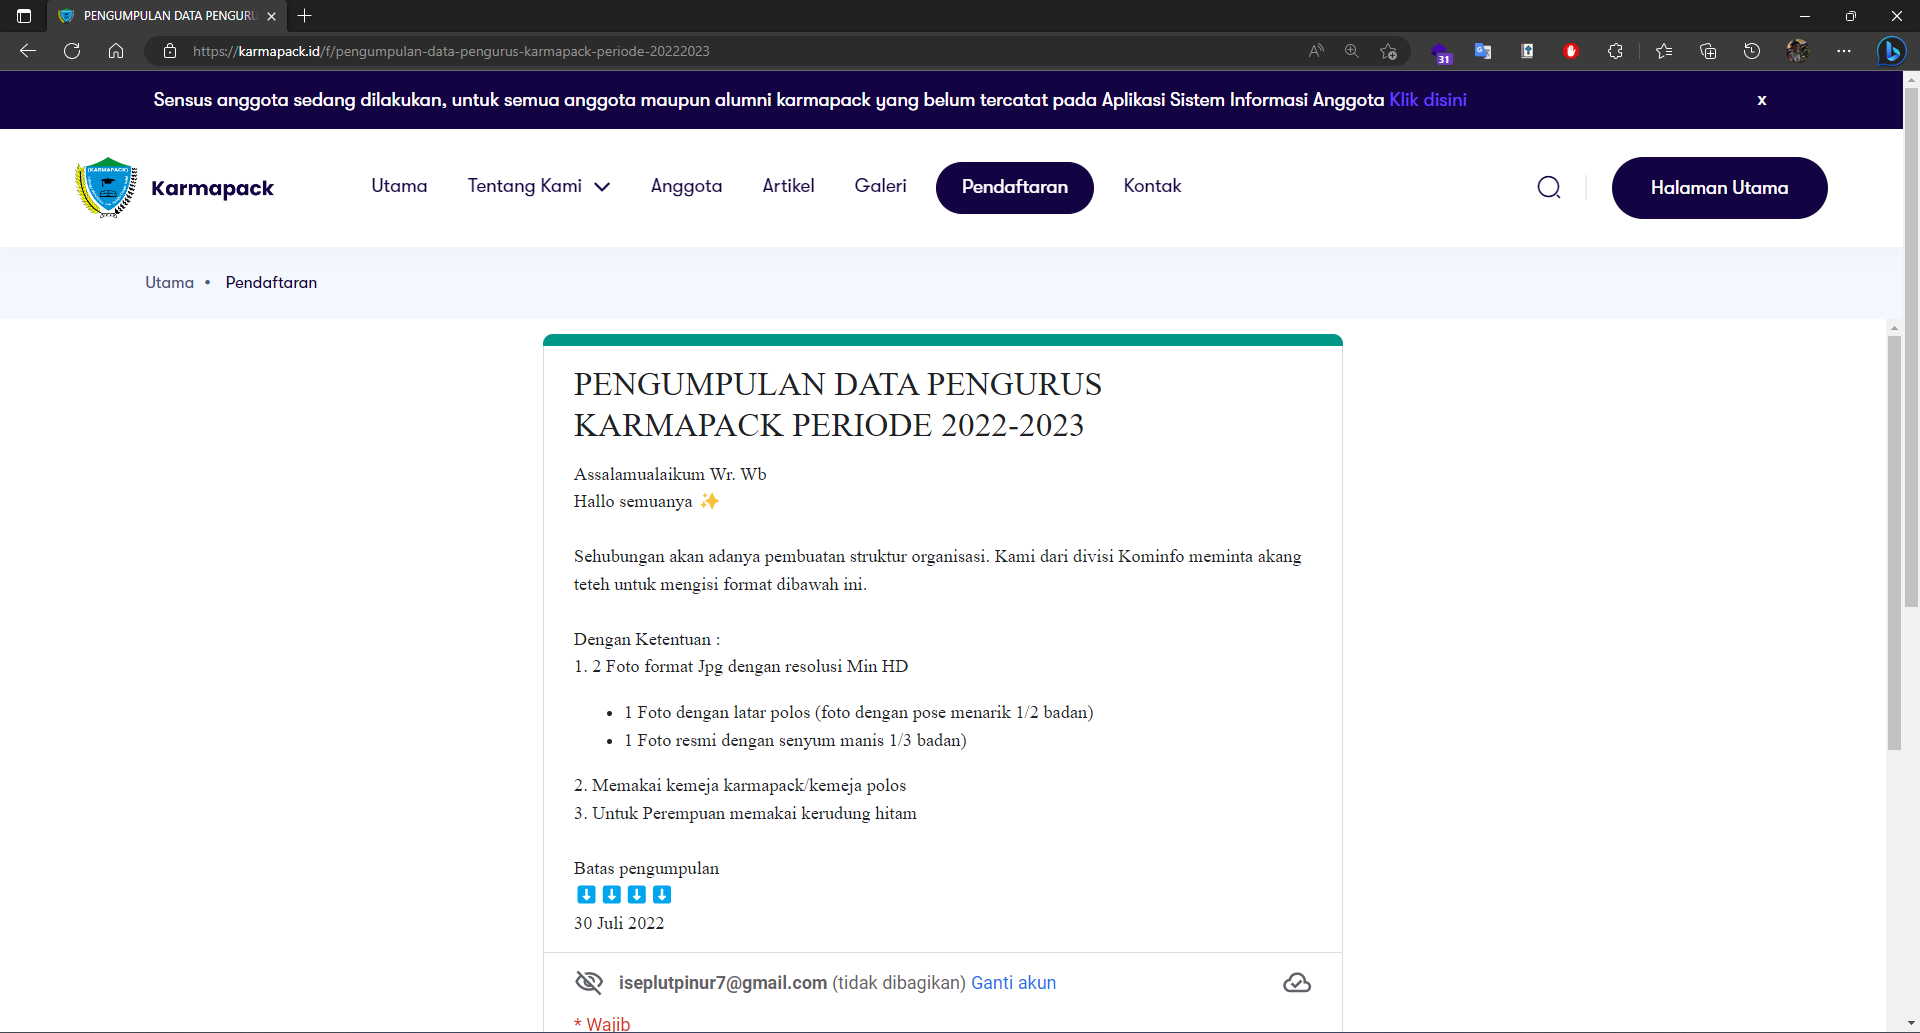 PENGUMPULAN DATA PENGURU
https://karmapack.id/f/pengumpulan-data-pengurus-karmapack-periode-20222023
31
Sensus anggota sedang dilakukan, untuk semua anggota maupun alumni karmapack yang belum tercatat pada Aplikasi Sistem Informasi Anggota Klik disini
x
(KARMAPACK)
Karmapack
Utama
Tentang Kami
Anggota
Artikel
Galeri
Pendaftaran
Kontak
Halaman Utama
Utama • Pendaftaran
PENGUMPULAN DATA PENGURUS
KARMAPACK PERIODE 2022-2023
Assalamualaikum Wr. Wb
Hallo semuanya ✨
Sehubungan akan adanya pembuatan struktur organisasi. Kami dari divisi Kominfo meminta akang
teteh untuk mengisi format dibawah ini.
Dengan Ketentuan :
1. 2 Foto format Jpg dengan resolusi Min HD
• 1 Foto dengan latar polos (foto dengan pose menarik 1/2 badan)
• 1 Foto resmi dengan senyum manis 1/3 badan)
2. Memakai kemeja karmapack/kemeja polos
3. Untuk Perempuan memakai kerudung hitam
Batas pengumpulan
⬇️⬇️⬇️⬇️
30 Juli 2022
iseplutpinur7@gmail.com (tidak dibagikan) Ganti akun
* Wajib